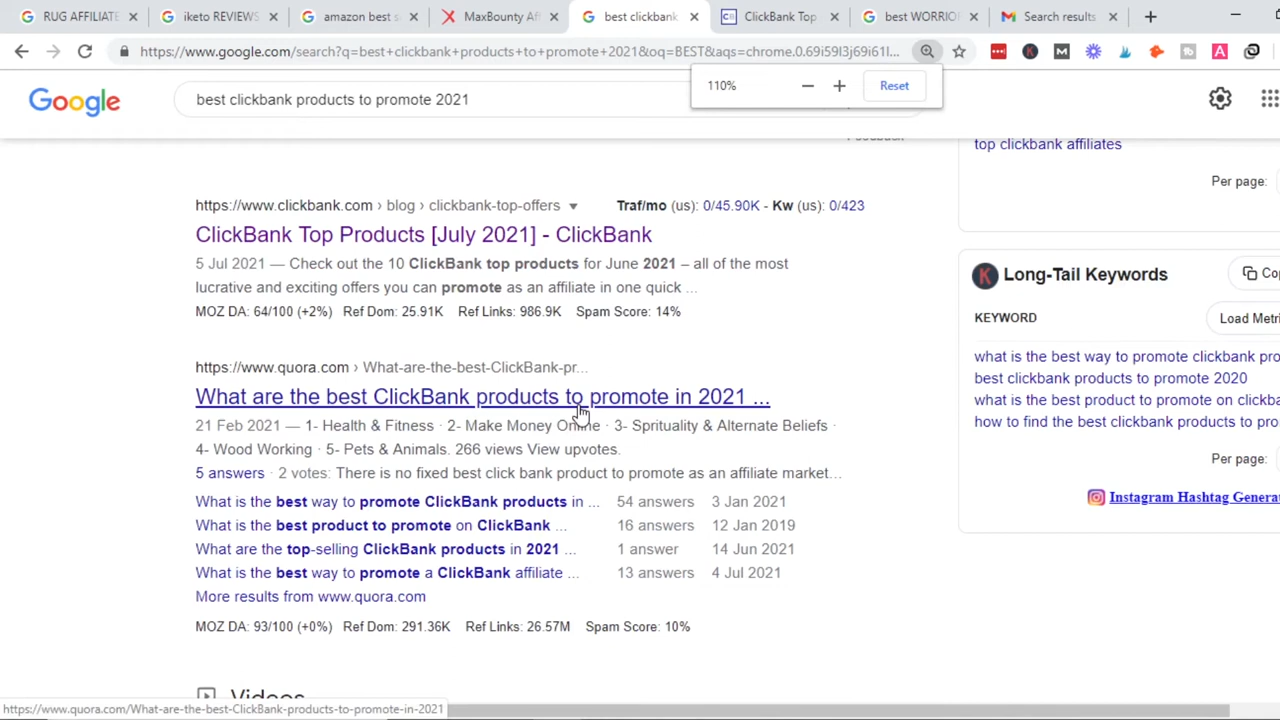 RUG AFFILIATE
iketo REVIEWS
amazon best s
MaxBounty Aff
best clickbank
ClickBank Top
best WORRIO
Search results
https://www.google.com/search?q=best+clickbank+products+to+promote+2021&oq=BEST&aqs=chrome.0.69i59l3j69i61l...
110%
Reset
Google
best clickbank products to promote 2021
Feedback
top clickbank affiliates
Per page:
https://www.clickbank.com › blog › clickbank-top-offers
Traf/mo (us): 0/45.90K - Kw (us): 0/423
ClickBank Top Products [July 2021] - ClickBank
5 Jul 2021 — Check out the 10 ClickBank top products for June 2021 – all of the most
lucrative and exciting offers you can promote as an affiliate in one quick ...
MOZ DA: 64/100 (+2%) Ref Dom: 25.91K Ref Links: 986.9K Spam Score: 14%
Long-Tail Keywords
Co
KEYWORD
Load Metri
what is the best way to promote clickbank pro
best clickbank products to promote 2020
what is the best product to promote on clickba
how to find the best clickbank products to pro
Per page:
Instagram Hashtag Genera
https://www.quora.com › What-are-the-best-ClickBank-pr...
What are the best ClickBank products to promote in 2021 ...
21 Feb 2021 — 1- Health & Fitness · 2- Make Money Online · 3- Sprituality & Alternate Beliefs ·
4- Wood Working · 5- Pets & Animals. 266 views View upvotes.
5 answers · 2 votes: There is no fixed best click bank product to promote as an affiliate market...
What is the best way to promote ClickBank products in ... 54 answers 3 Jan 2021
What is the best product to promote on ClickBank ... 16 answers 12 Jan 2019
What are the top-selling ClickBank products in 2021 ... 1 answer 14 Jun 2021
What is the best way to promote a ClickBank affiliate ... 13 answers 4 Jul 2021
More results from www.quora.com
MOZ DA: 93/100 (+0%) Ref Dom: 291.36K Ref Links: 26.57M Spam Score: 10%
Videos
https://www.quora.com/What-are-the-best-ClickBank-products-to-promote-in-2021